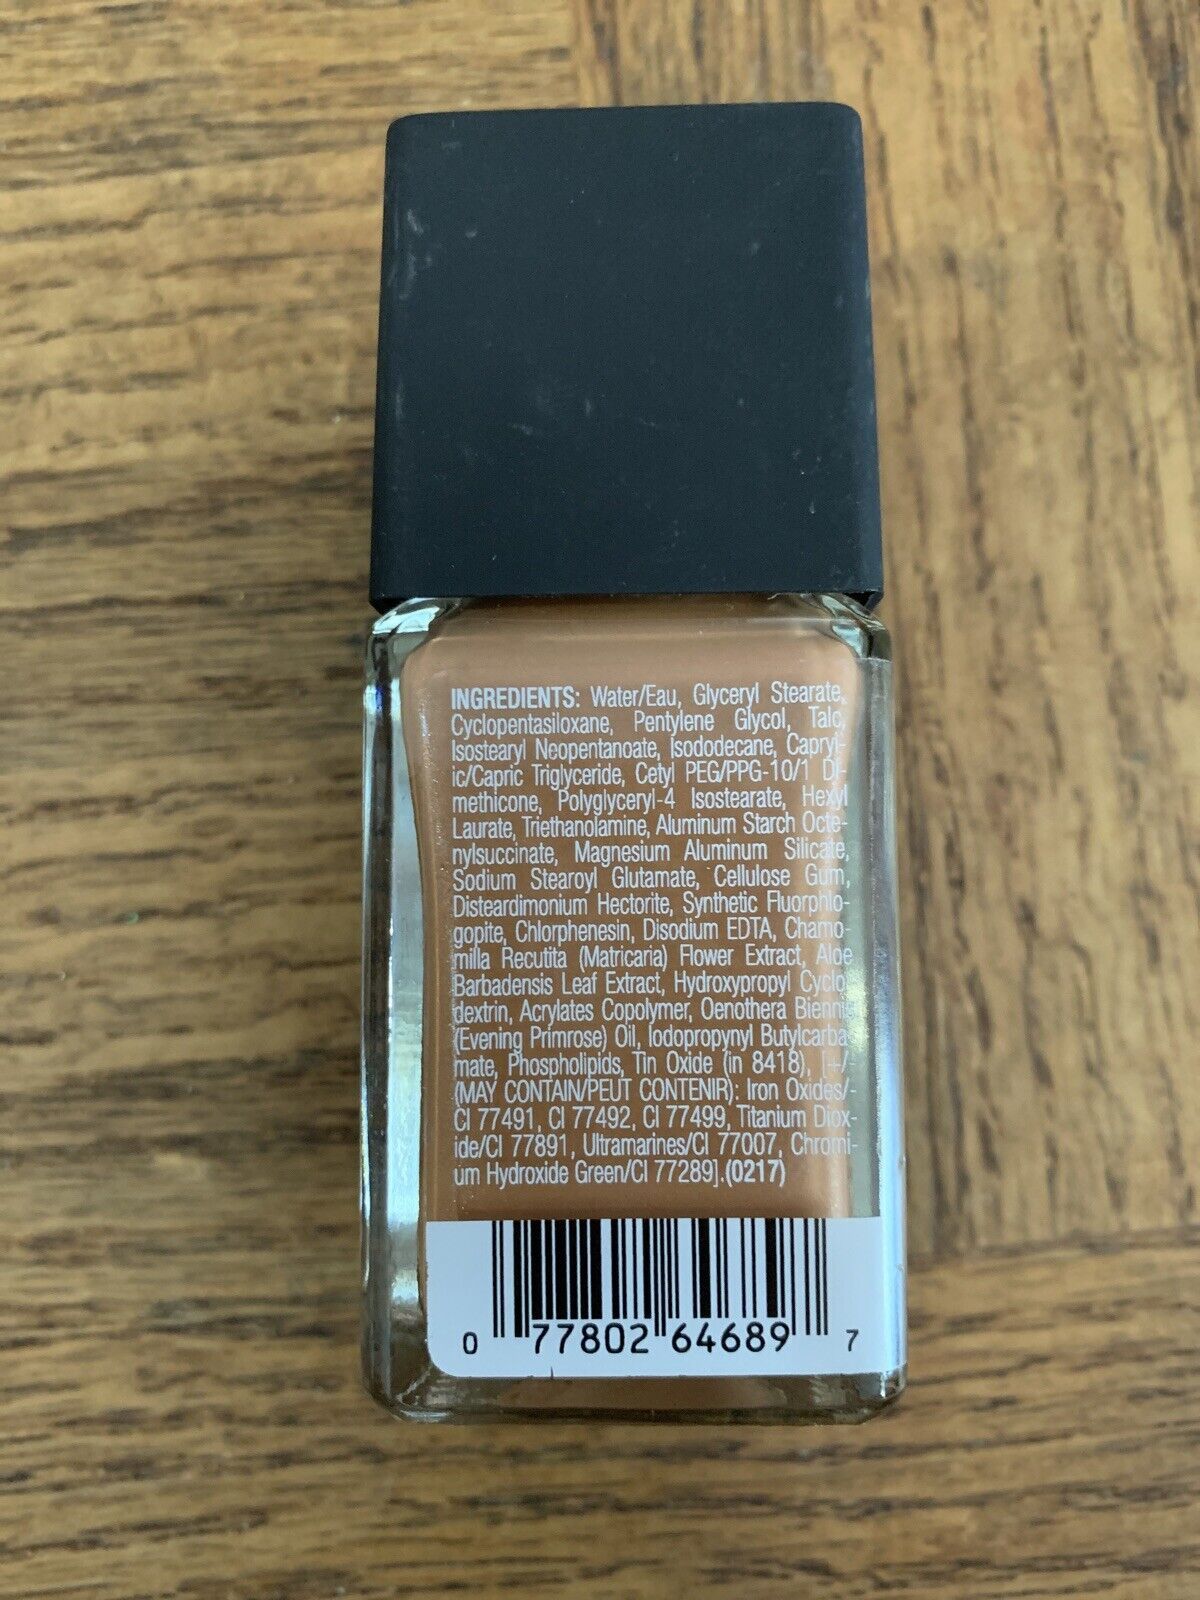 INGREDIENTS: Water/Eau, Glyceryl Stearate,
Cyclopentasiloxane, Pentylene Glycol, Talc,
Isostearyl Neopentanoate, Isododecane, Capryl-
ic/Capric Triglyceride, Cetyl PEG/PPG-10/1 Di-
methicone, Polyglyceryl-4 Isostearate, Hexyl
Laurate, Triethanolamine, Aluminum Starch Octe-
nylsuccinate, Magnesium Aluminum Silicate,
Sodium Stearoyl Glutamate, Cellulose Gum,
Disteardimonium Hectorite, Synthetic Fluorphlo-
gopite, Chlorphenesin, Disodium EDTA, Chamo-
milla Recutita (Matricaria) Flower Extract, Aloe
Barbadensis Leaf Extract, Hydroxypropyl Cyclo-
dextrin, Acrylates Copolymer, Oenothera Biennis
(Evening Primrose) Oil, Iodopropynyl Butylcarba-
mate, Phospholipids, Tin Oxide (in 8418), [+/-
(MAY CONTAIN/PEUT CONTENIR): Iron Oxides/-
CI 77491, CI 77492, CI 77499, Titanium Diox-
ide/CI 77891, Ultramarines/CI 77007, Chromi-
um Hydroxide Green/CI 77289].(0217)
0 77802 64689 7